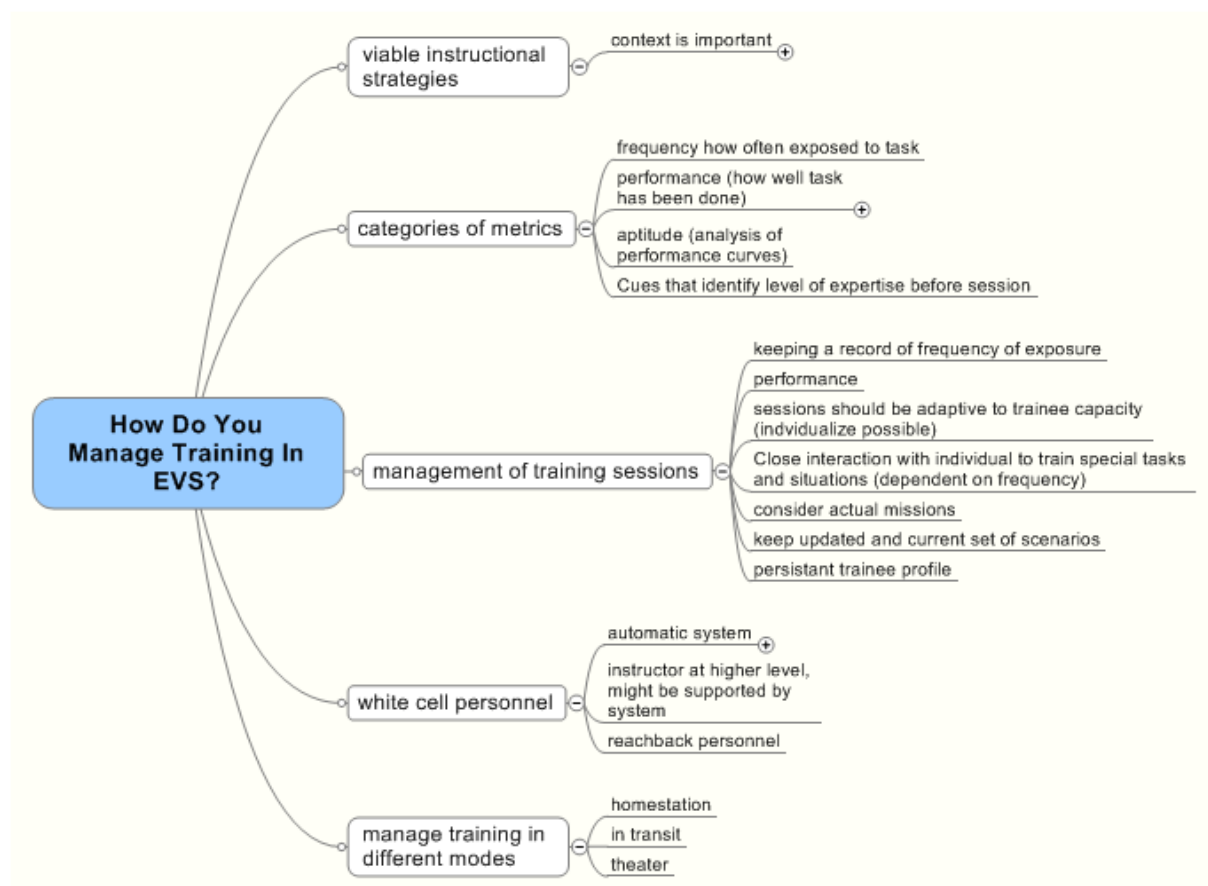 viable instructional
strategies
context is important
categories of metrics
frequency how often exposed to task
performance (how well task
has been done)
aptitude (analysis of
performance curves)
Cues that identify level of expertise before session
How Do You
Manage Training In
EVS?
management of training sessions
keeping a record of frequency of exposure
performance
sessions should be adaptive to trainee capacity
(indvidualize possible)
Close interaction with individual to train special tasks
and situations (dependent on frequency)
consider actual missions
keep updated and current set of scenarios
persistant trainee profile
white cell personnel
automatic system
instructor at higher level,
might be supported by
system
reachback personnel
manage training in
different modes
homestation
in transit
theater